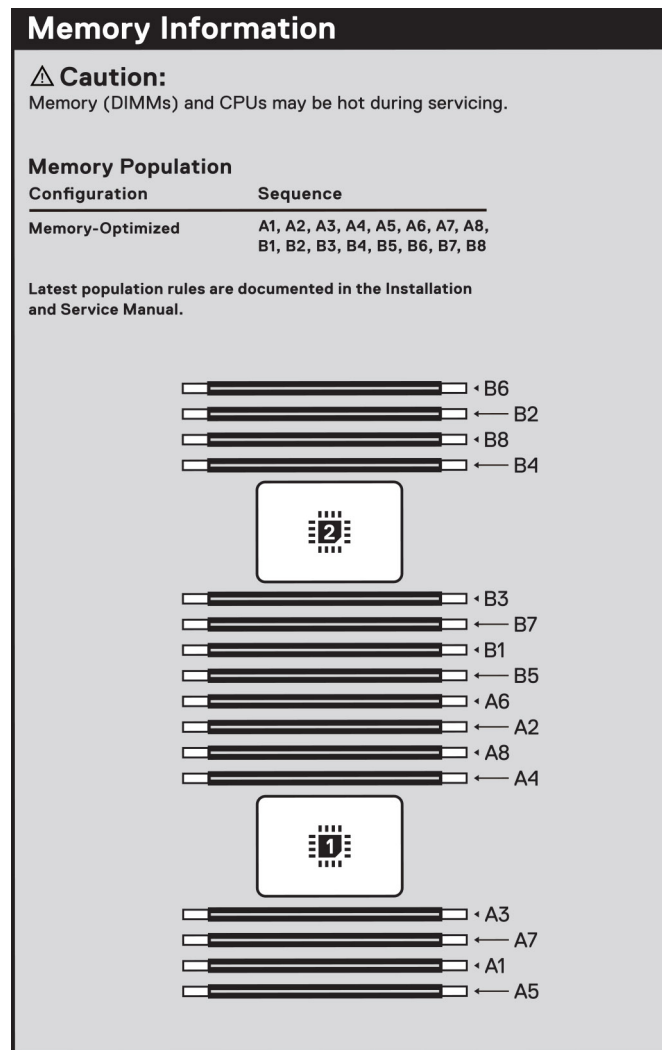 Memory Information
⚠ Caution:
Memory (DIMMs) and CPUs may be hot during servicing.
Memory Population
Configuration Sequence
Memory-Optimized A1, A2, A3, A4, A5, A6, A7, A8,
B1, B2, B3, B4, B5, B6, B7, B8
Latest population rules are documented in the Installation
and Service Manual.
B6
B2
B8
B4
2
B3
B7
B1
B5
A6
A2
A8
A4
1
A3
A7
A1
A5